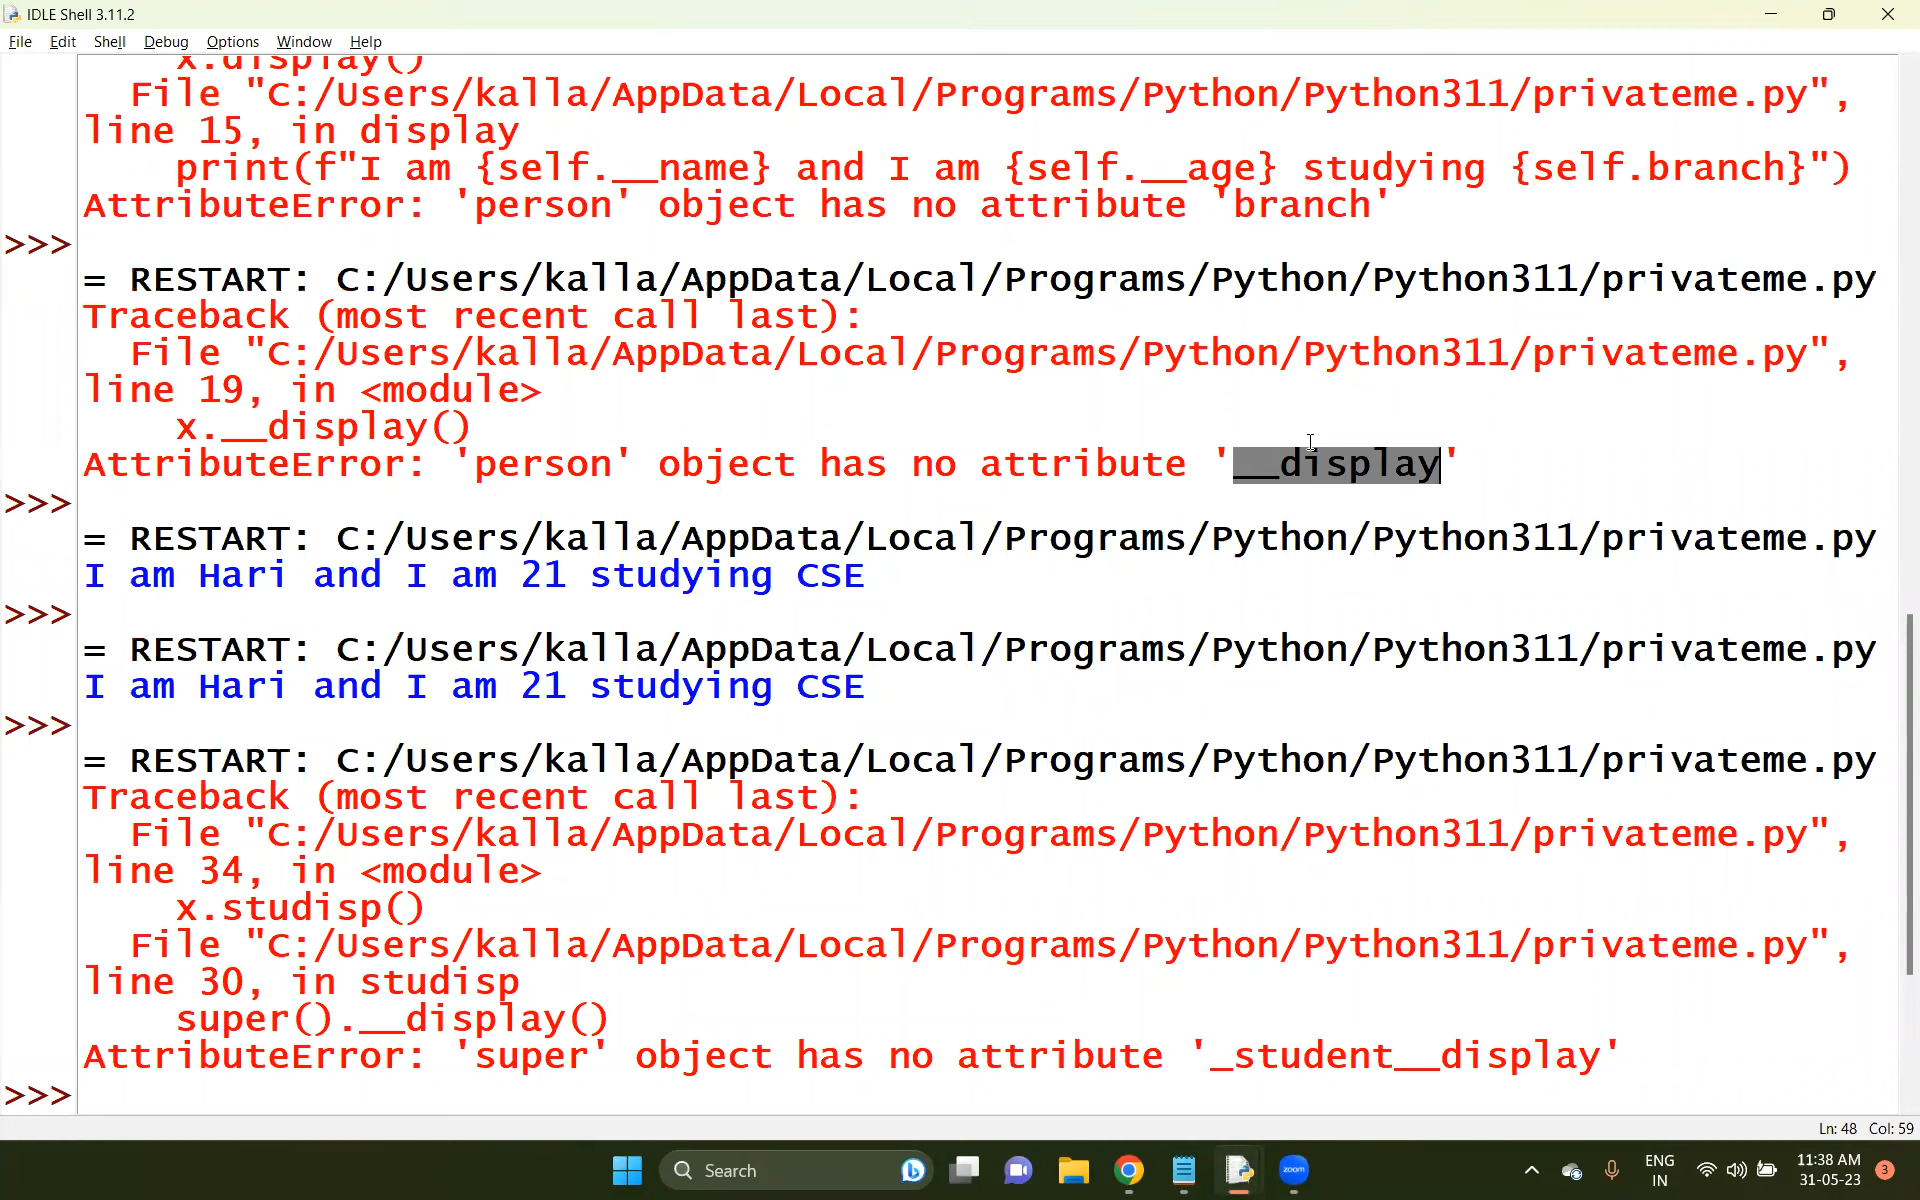 IDLE Shell 3.11.2
File Edit Shell Debug Options Window Help
x.display()
File "C:/Users/kalla/AppData/Local/Programs/Python/Python311/privateme.py",
line 15, in display
print(f"I am {self.__name} and I am {self.__age} studying {self.branch}")
AttributeError: 'person' object has no attribute 'branch'
>>>
= RESTART: C:/Users/kalla/AppData/Local/Programs/Python/Python311/privateme.py
Traceback (most recent call last):
File "C:/Users/kalla/AppData/Local/Programs/Python/Python311/privateme.py",
line 19, in <module>
x.__display()
AttributeError: 'person' object has no attribute '__display'
>>>
= RESTART: C:/Users/kalla/AppData/Local/Programs/Python/Python311/privateme.py
I am Hari and I am 21 studying CSE
>>>
= RESTART: C:/Users/kalla/AppData/Local/Programs/Python/Python311/privateme.py
I am Hari and I am 21 studying CSE
>>>
= RESTART: C:/Users/kalla/AppData/Local/Programs/Python/Python311/privateme.py
Traceback (most recent call last):
File "C:/Users/kalla/AppData/Local/Programs/Python/Python311/privateme.py",
line 34, in <module>
x.studisp()
File "C:/Users/kalla/AppData/Local/Programs/Python/Python311/privateme.py",
line 30, in studisp
super().__display()
AttributeError: 'super' object has no attribute '_student__display'
>>>
Ln: 48 Col: 59
Search
zoom
ENG
IN
11:38 AM
31-05-23
3